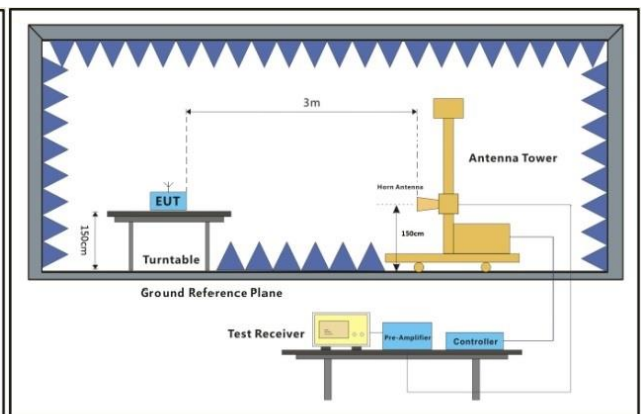 3m
Antenna Tower
Horn Antenna
EUT
150cm
150cm
Turntable
Ground Reference Plane
Test Receiver
Pre-Amplifier
Controller